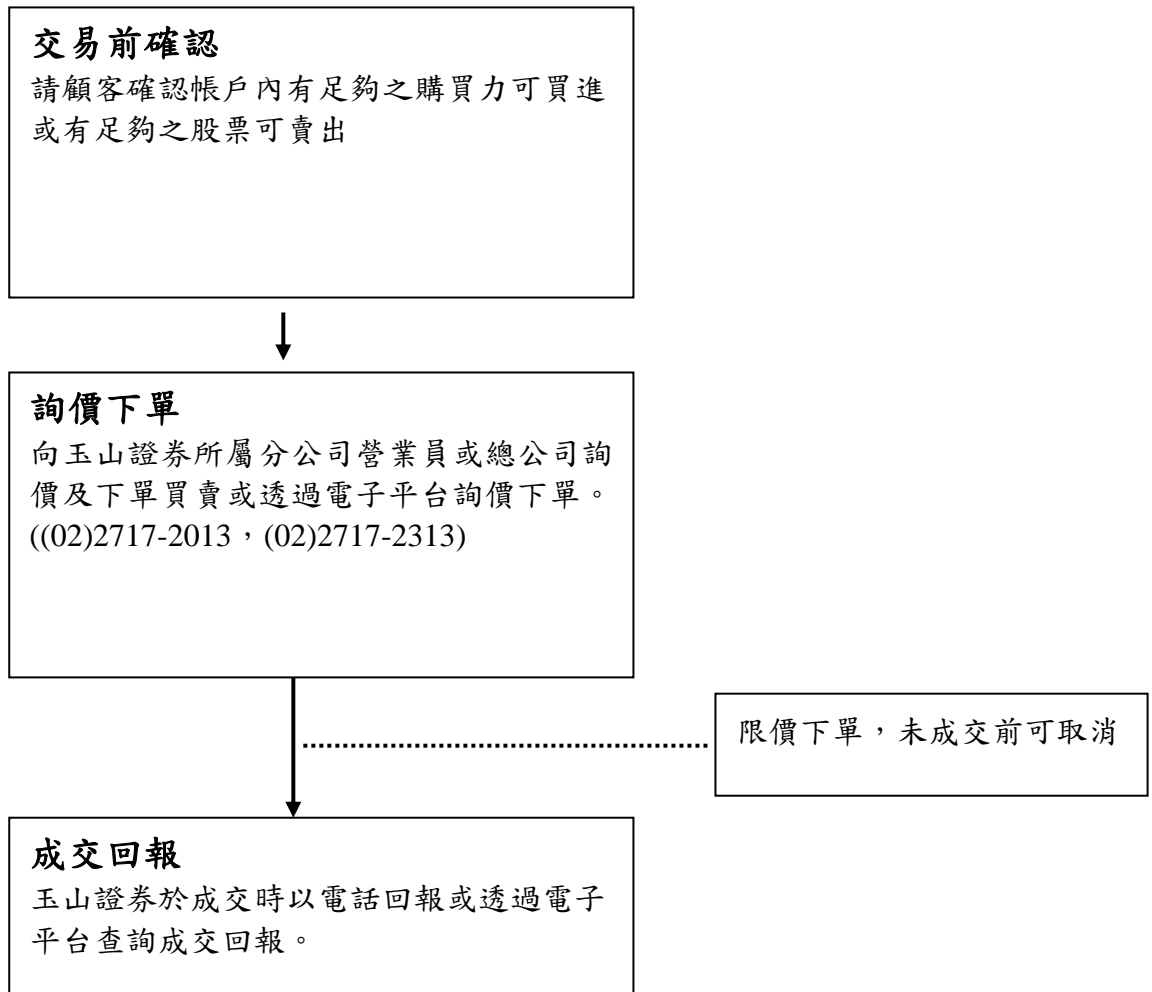 交易前確認
請顧客確認帳戶內有足夠之購買力可買進
或有足夠之股票可賣出
詢價下單
向玉山證券所屬分公司營業員或總公司詢
價及下單買賣或透過電子平台詢價下單。
((02)2717-2013，(02)2717-2313)
限價下單，未成交前可取消
成交回報
玉山證券於成交時以電話回報或透過電子
平台查詢成交回報。